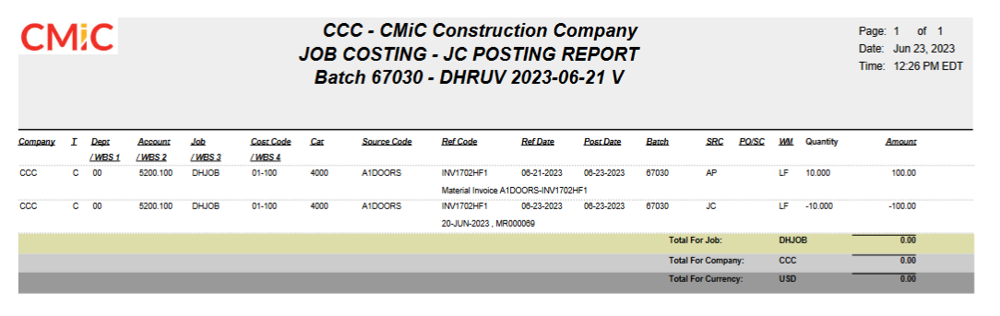 CMiC
CCC - CMiC Construction Company
JOB COSTING - JC POSTING REPORT
Batch 67030 - DHRUV 2023-06-21 V
Page: 1 of 1
Date: Jun 23, 2023
Time: 12:26 PM EDT
Company T Dept Account Job Cost Code Cat Source Code Ref Code Ref Date Post Date Batch SRC PO/SC WM Quantity Amount
/ WBS 1 / WBS 2 / WBS 3 / WBS 4
CCC C 00 5200.100 DHJOB 01-100 4000 A1DOORS INV1702HF1 06-21-2023 06-23-2023 67030 AP LF 10.000 100.00
Material Invoice A1DOORS-INV1702HF1
CCC C 00 5200.100 DHJOB 01-100 4000 A1DOORS INV1702HF1 06-23-2023 06-23-2023 67030 JC LF -10.000 -100.00
20-JUN-2023 , MR000069
Total For Job: DHJOB 0.00
Total For Company: CCC 0.00
Total For Currency: USD 0.00